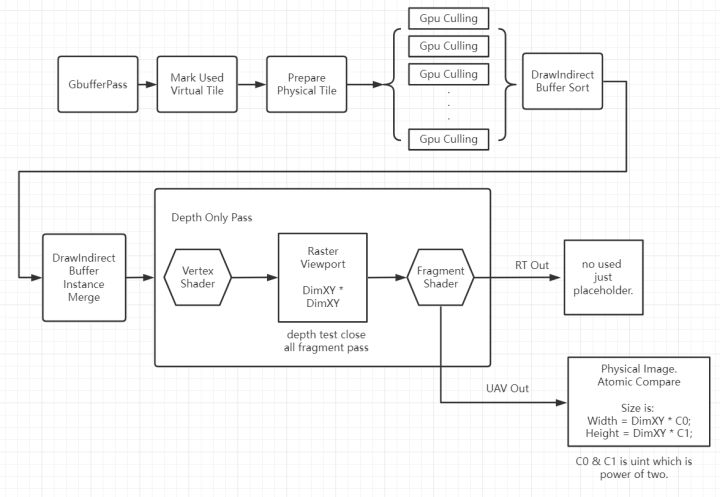 Gpu Culling
Gpu Culling
Gpu Culling
.
.
.
Gpu Culling
GbufferPass
Mark Used
Virtual Tile
Prepare
Physical Tile
DrawIndirect
Buffer Sort
DrawIndirect
Buffer
Instance
Merge
Depth Only Pass
Vertex
Shader
Raster
Viewport
DimXY *
DimXY
depth test close
all fragment pass
Fragment
Shader
RT Out
no used
just
placeholder.
UAV Out
Physical Image.
Atomic Compare
Size is:
Width = DimXY * C0;
Height = DimXY * C1;
C0 & C1 is uint which is
power of two.